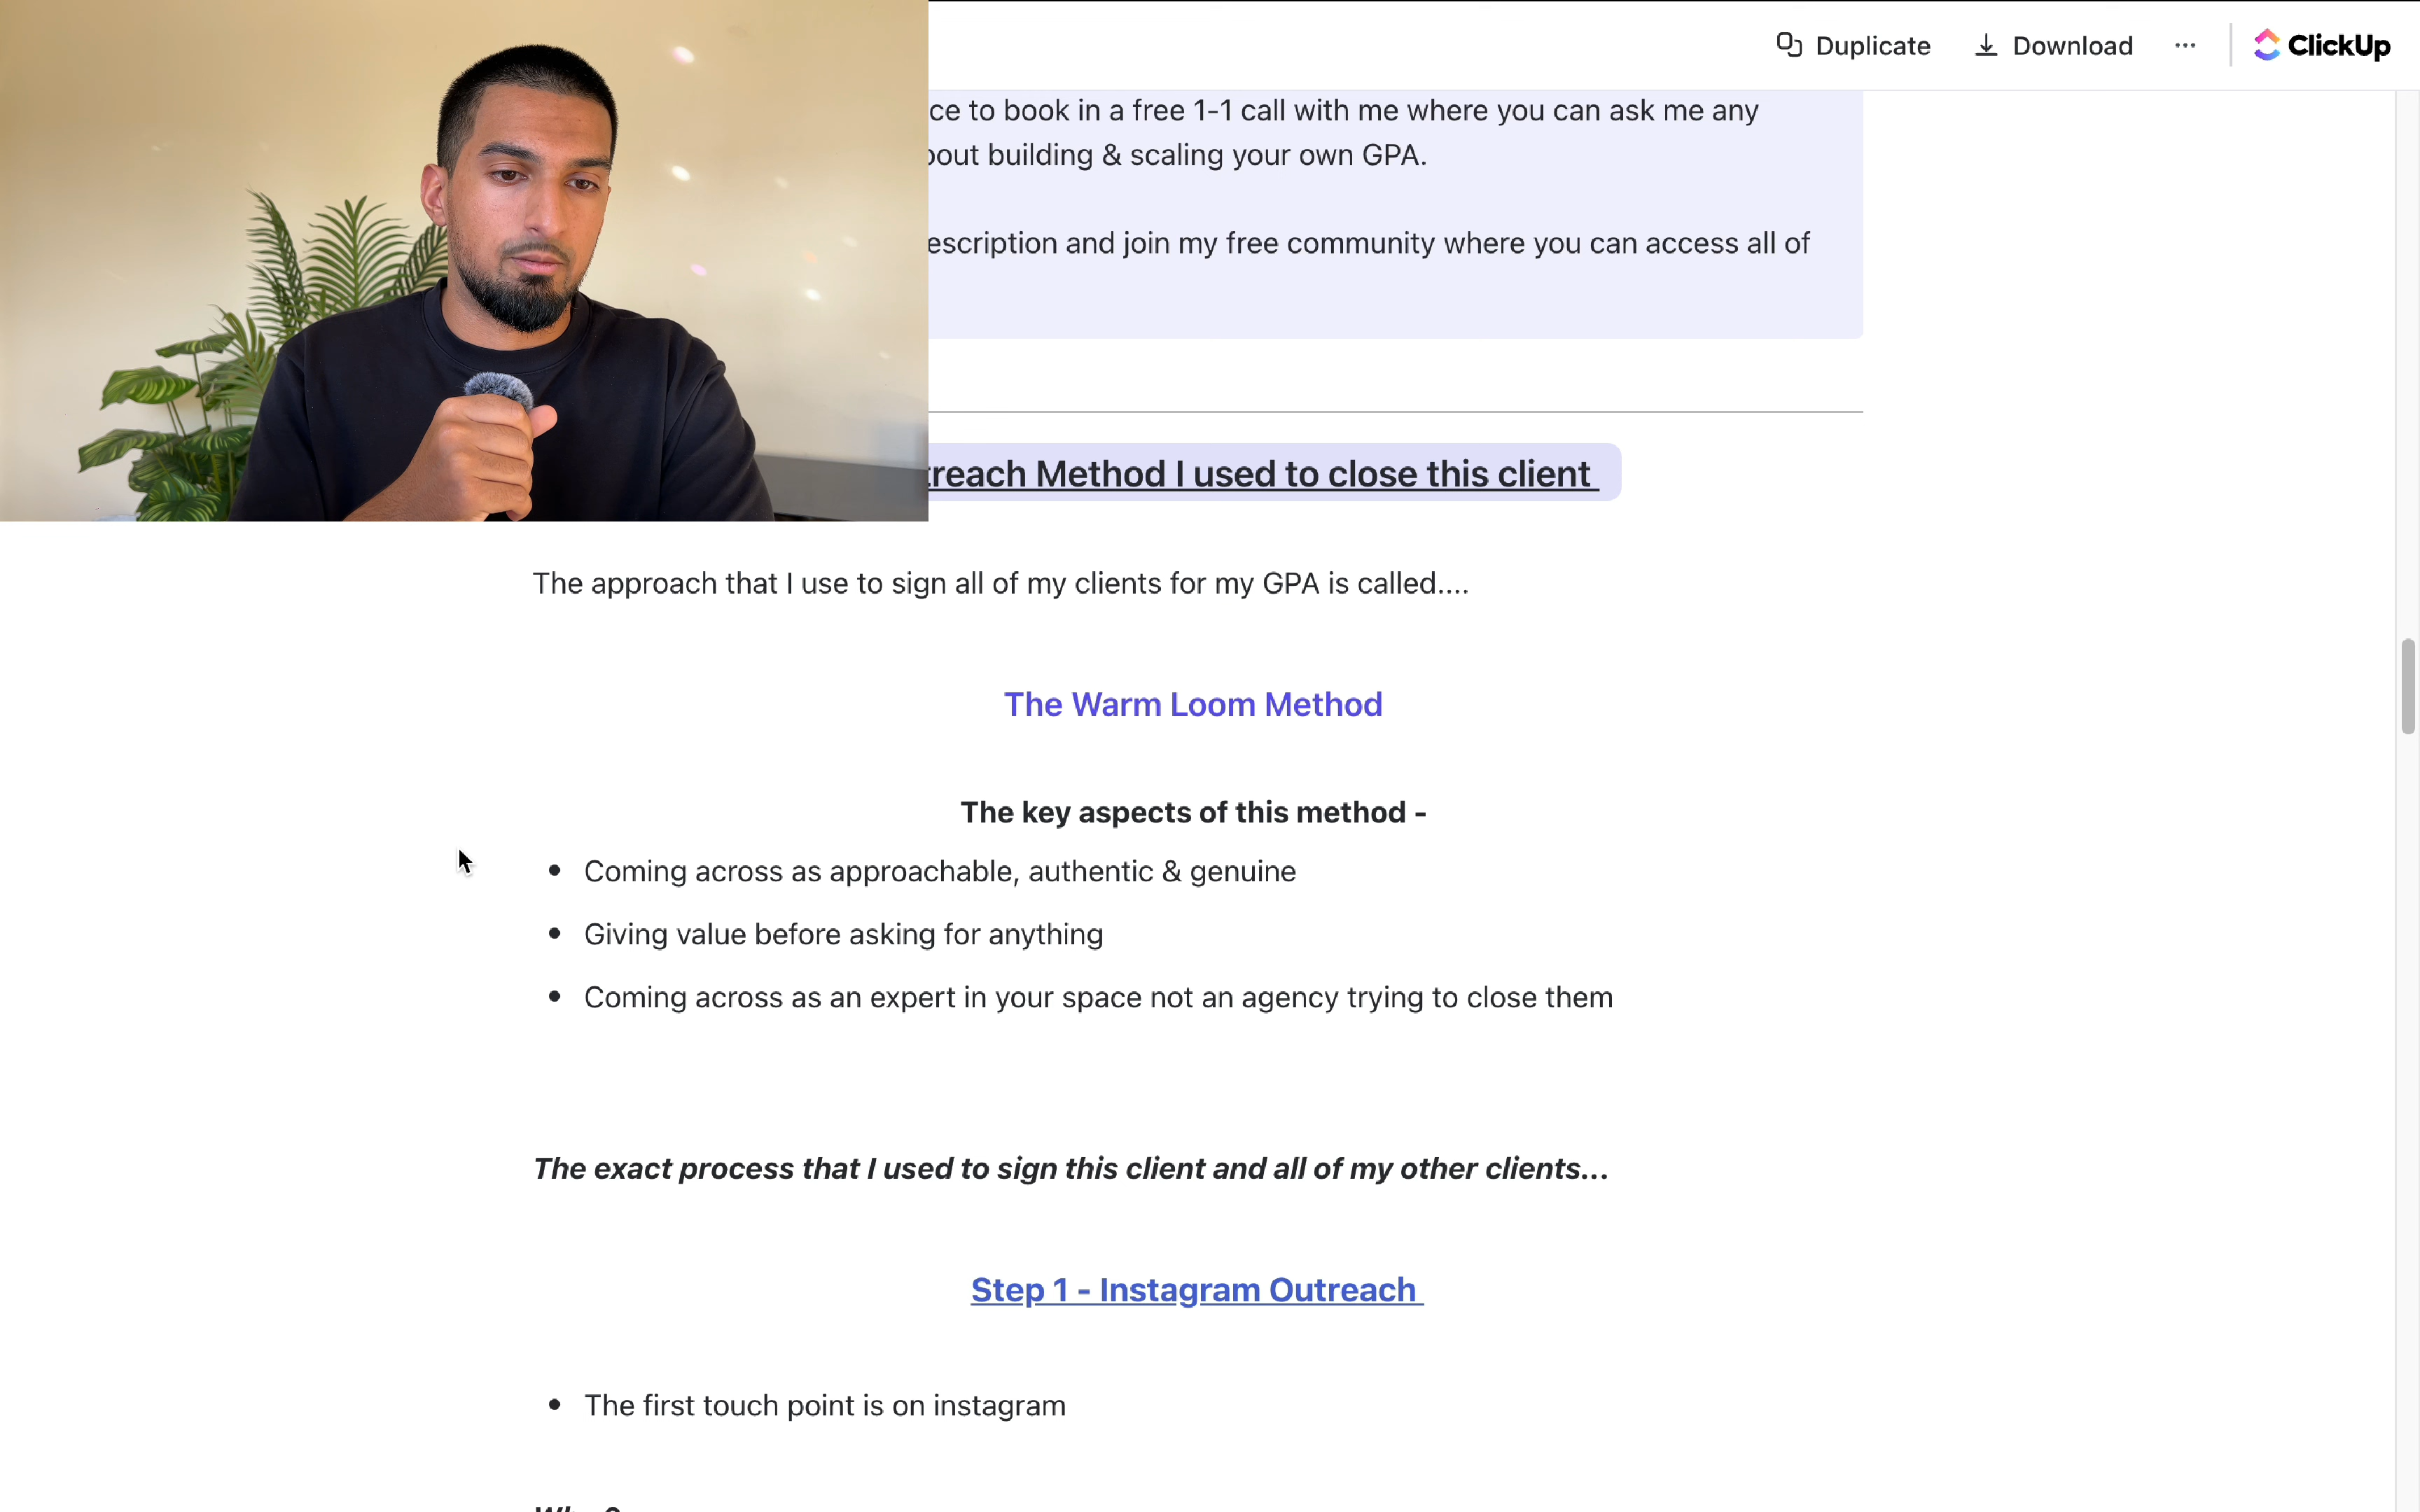 Duplicate
Download
ClickUp
to book in a free 1-1 call with me where you can ask me any
building & scaling your own GPA.
and join my free community where you can access all of
Method I used to close this client
The approach that I use to sign all of my clients for my GPA is called....
The Warm Loom Method
The key aspects of this method -
• Coming across as approachable, authentic & genuine
• Giving value before asking for anything
• Coming across as an expert in your space not an agency trying to close them
The exact process that I used to sign this client and all of my other clients...
Step 1 - Instagram Outreach
• The first touch point is on instagram